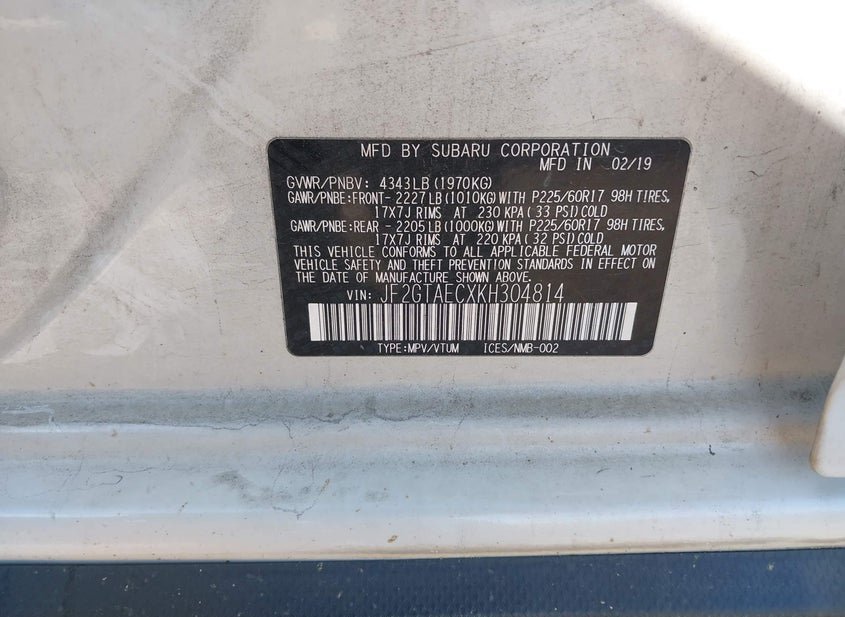 MFD BY SUBARU CORPORATION
MFD IN 02/19
GVWR/PNBV: 4343LB(1970KG)
GAWR/PNBE:FRONT- 2227LB(1010KG)WITH P225/60R17 98H TIRES,
17X7J RIMS AT 230 KPA( 33 PSI)COLD
GAWR/PNBE:REAR - 2205LB(1000KG)WITH P225/60R17 98H TIRES,
17X7J RIMS AT 220 KPA( 32 PSI)COLD
THIS VEHICLE CONFORMS TO ALL APPLICABLE FEDERAL MOTOR
VEHICLE SAFETY AND THEFT PREVENTION STANDARDS IN EFFECT ON
THE DATE OF MANUFACTURE SHOWN ABOVE.
VIN: JF2GTAECXKH304814
TYPE:MPV/VTUM ICES/NMB-002